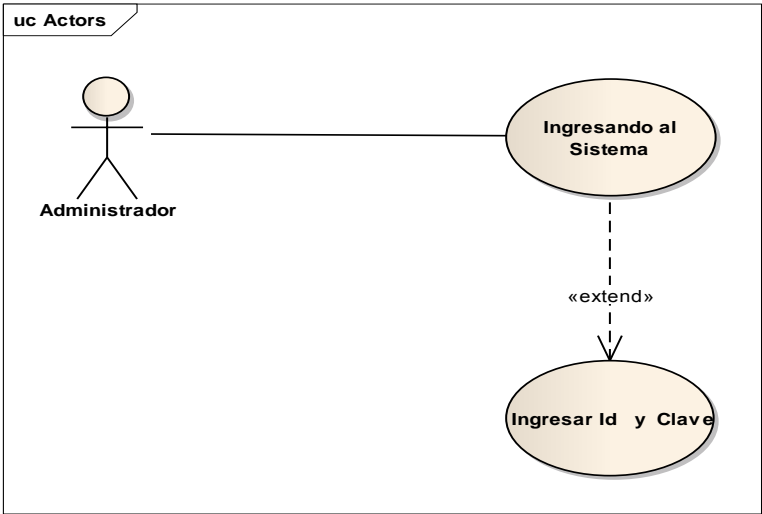 uc Actors
Ingresando al
Sistema
Administrador
«extend»
Ingresar Id y Clave